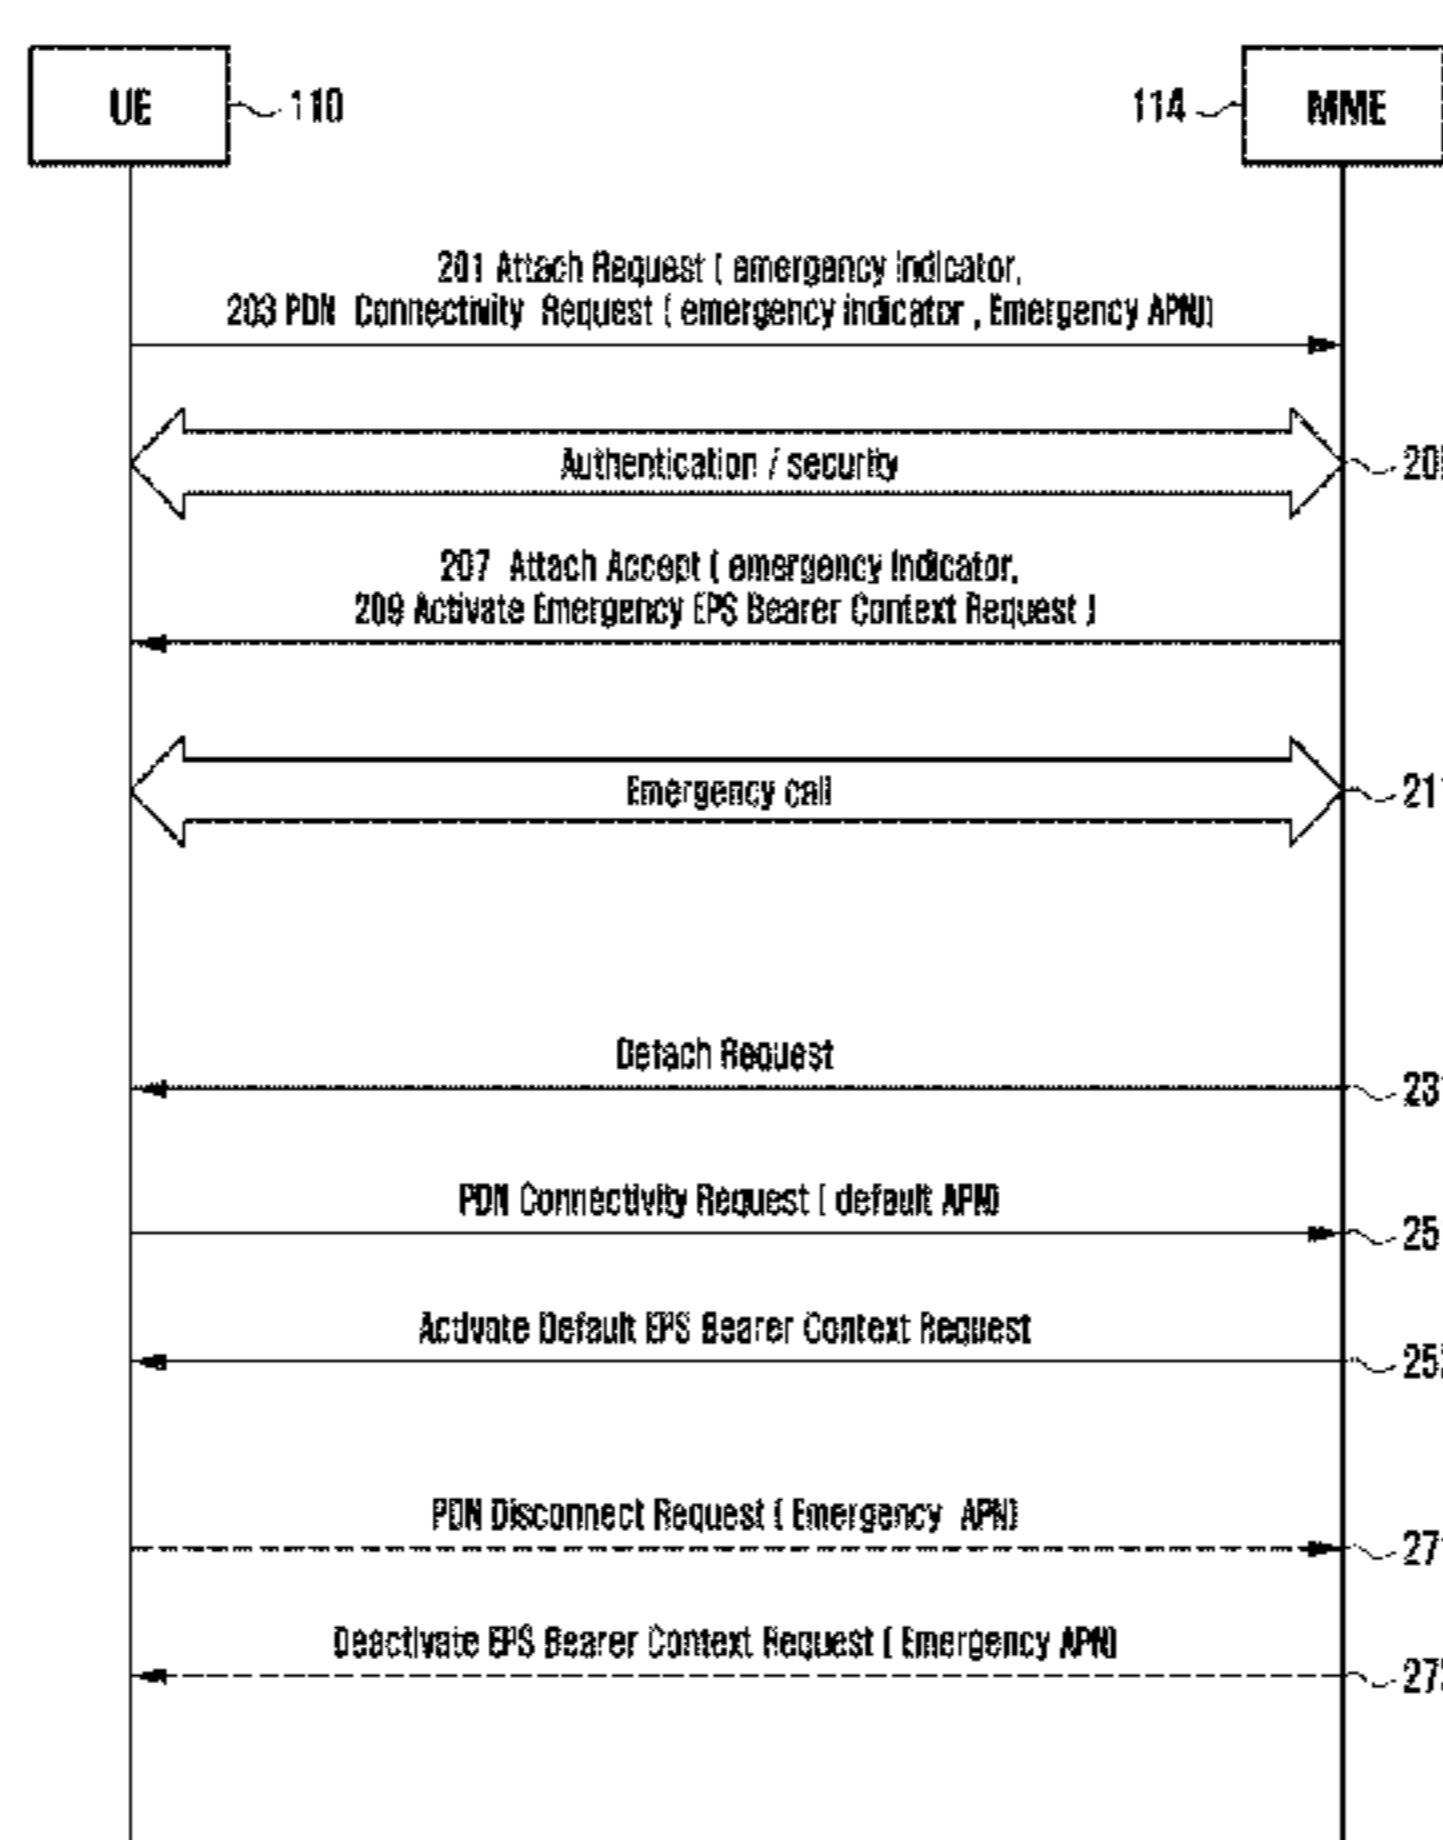 UE
110
114
MME
201 Attach Request ( emergency indicator,
203 PDN Connectivity Request ( emergency indicator , Emergency APN)
Authentication / security
207 Attach Accept ( emergency indicator,
209 Activate Emergency EPS Bearer Context Request )
Emergency call
Detach Request
PDN Connectivity Request ( default APN)
Activate Default EPS Bearer Context Request
PDN Disconnect Request ( Emergency APN)
Deactivate EPS Bearer Context Request ( Emergency APN)